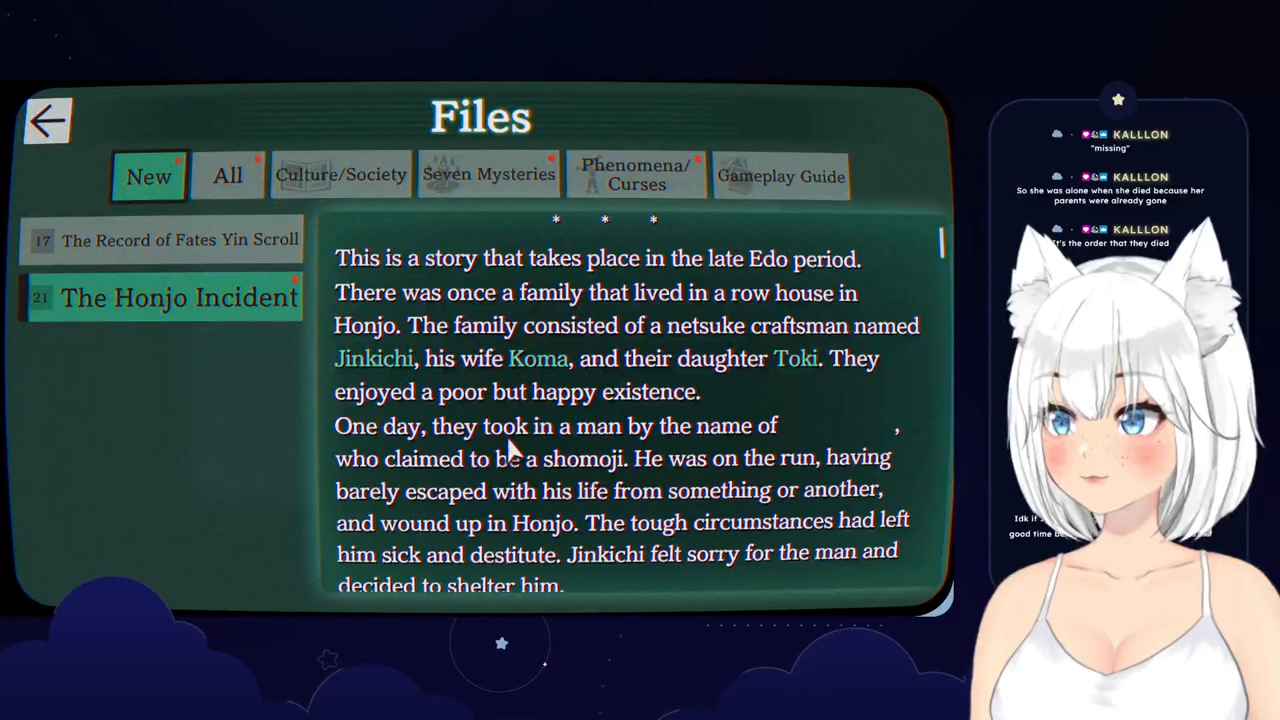 Files
New
All
Culture/Society
Seven Mysteries
Phenomena/
Curses
Gameplay Guide
17 The Record of Fates Yin Scroll
21 The Honjo Incident
* * *
This is a story that takes place in the late Edo period.
There was once a family that lived in a row house in
Honjo. The family consisted of a netsuke craftsman named
Jinkichi, his wife Koma, and their daughter Toki. They
enjoyed a poor but happy existence.
One day, they took in a man by the name of ,
who claimed to be a shomoji. He was on the run, having
barely escaped with his life from something or another,
and wound up in Honjo. The tough circumstances had left
him sick and destitute. Jinkichi felt sorry for the man and
decided to shelter him.
KALLLON
"missing"
KALLLON
So she was alone when she died because her
parents were already gone
KALLLON
It's the order that they died
Idk if
good time